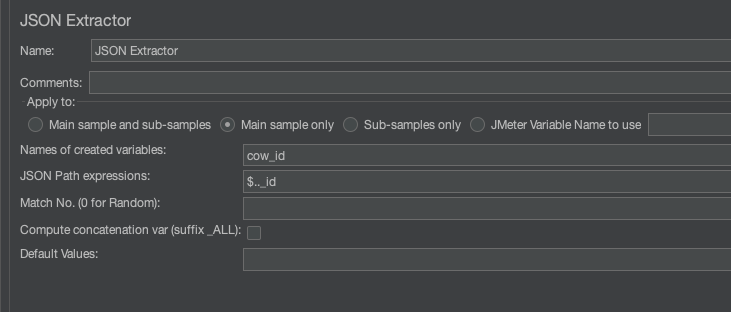 JSON Extractor
Name: JSON Extractor
Comments:
Apply to:
Main sample and sub-samples Main sample only Sub-samples only JMeter Variable Name to use
Names of created variables: cow_id
JSON Path expressions: $.._id
Match No. (0 for Random):
Compute concatenation var (suffix _ALL):
Default Values: